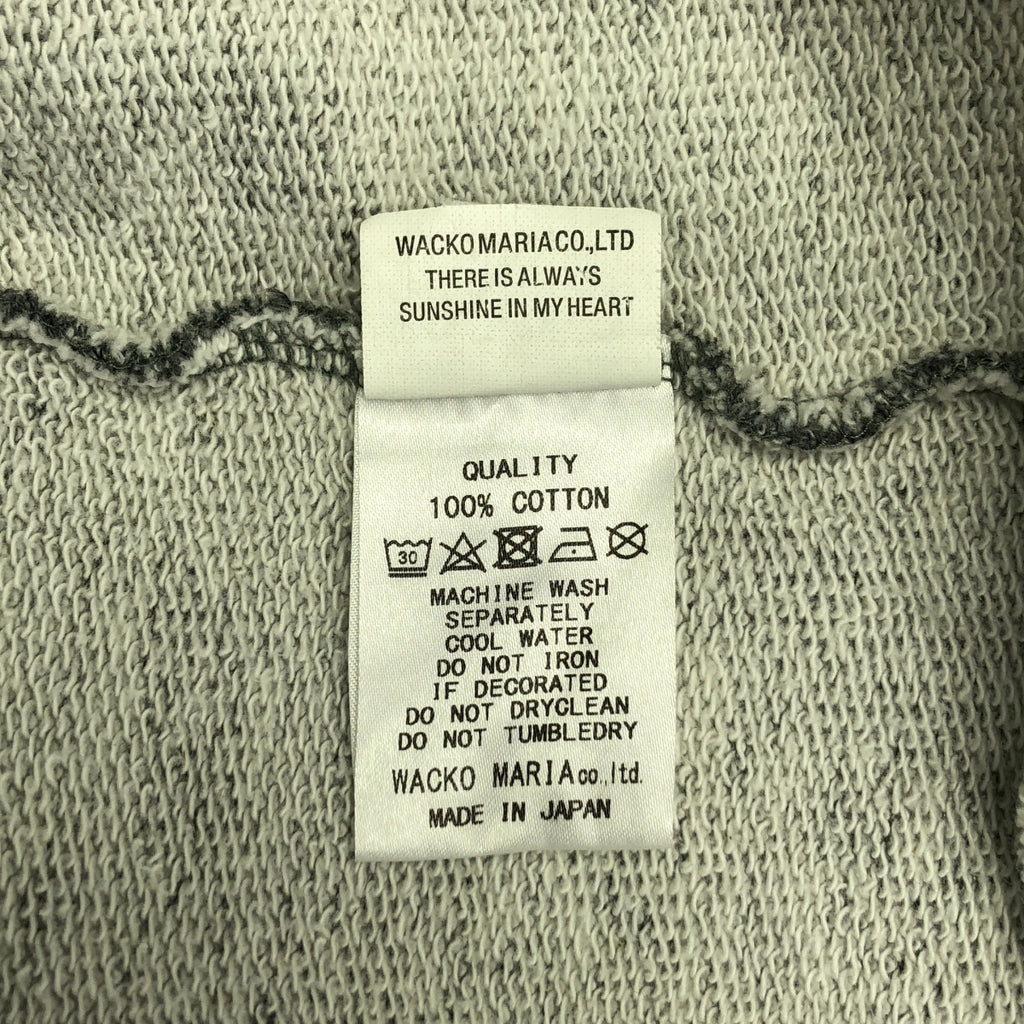 WACKO MARIA CO.,LTD
THERE IS ALWAYS
SUNSHINE IN MY HEART
QUALITY
100% COTTON
30
MACHINE WASH
SEPARATELY
COOL WATER
DO NOT IRON
IF DECORATED
DO NOT DRYCLEAN
DO NOT TUMBLEDRY
WACKO MARIA co.,ltd.
MADE IN JAPAN